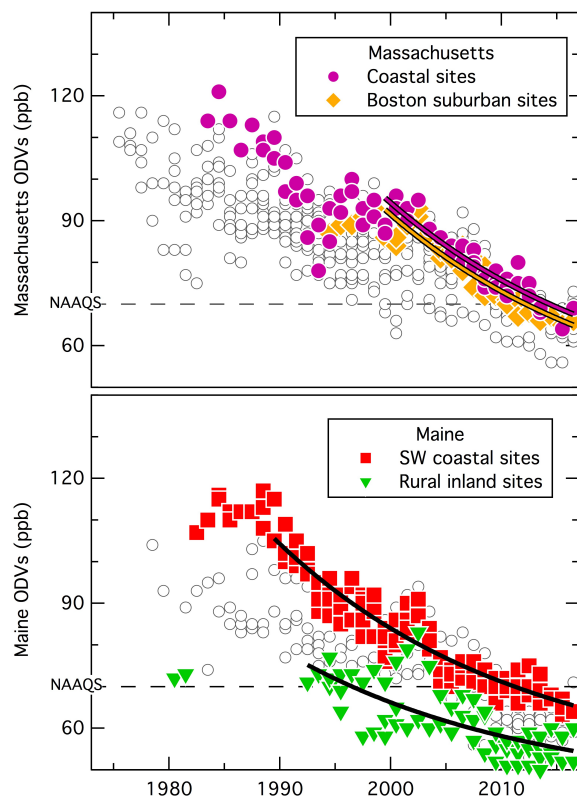 Massachusetts ODVs (ppb)
120
90
60
NAAQS
Massachusetts
Coastal sites
Boston suburban sites
Maine ODVs (ppb)
120
90
60
NAAQS
Maine
SW coastal sites
Rural inland sites
1980
1990
2000
2010